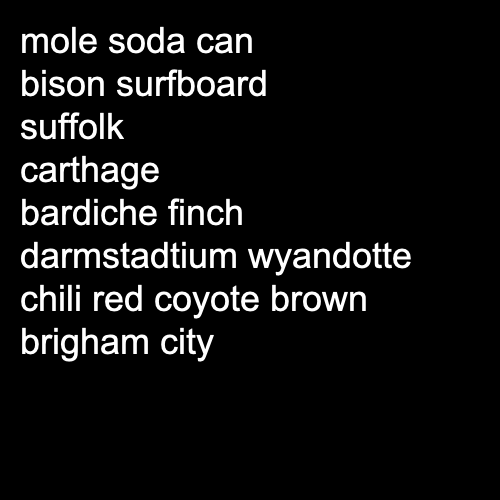 mole soda can
bison surfboard
suffolk
carthage
bardiche finch
darmstadtium wyandotte
chili red coyote brown
brigham city